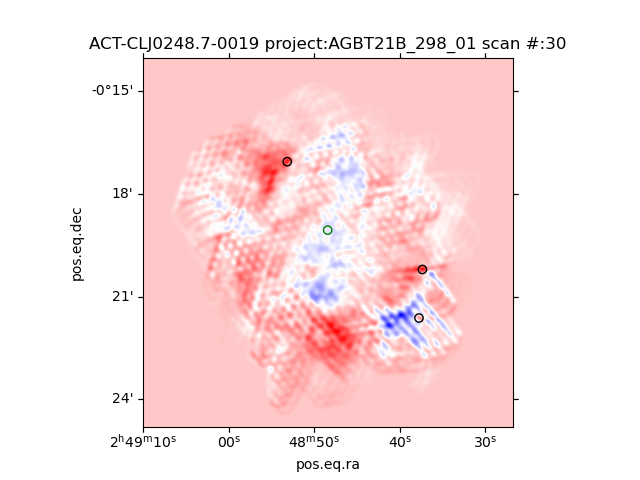 ACT-CLJ0248.7-0019 project:AGBT21B_298_01 scan #:30
-0°15'
18'
21'
24'
pos.eq.dec
2ʰ49ᵐ10ˢ 00ˢ 48ᵐ50ˢ 40ˢ 30ˢ
pos.eq.ra